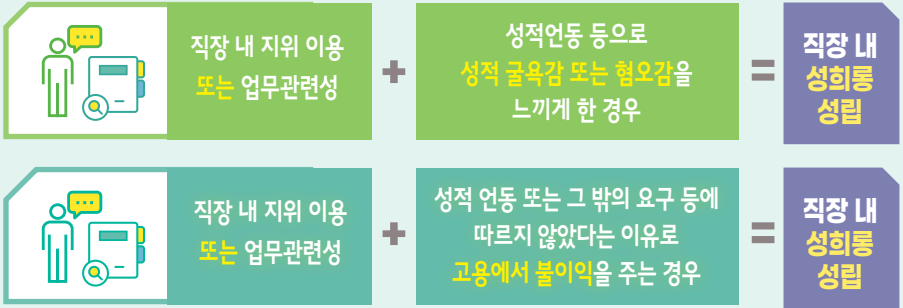 직장 내 지위 이용
또는 업무관련성
+
성적언동 등으로
성적 굴욕감 또는 혐오감을
느끼게 한 경우
=
직장 내
성희롱
성립
직장 내 지위 이용
또는 업무관련성
+
성적 언동 또는 그 밖의 요구 등에
따르지 않았다는 이유로
고용에서 불이익을 주는 경우
=
직장 내
성희롱
성립